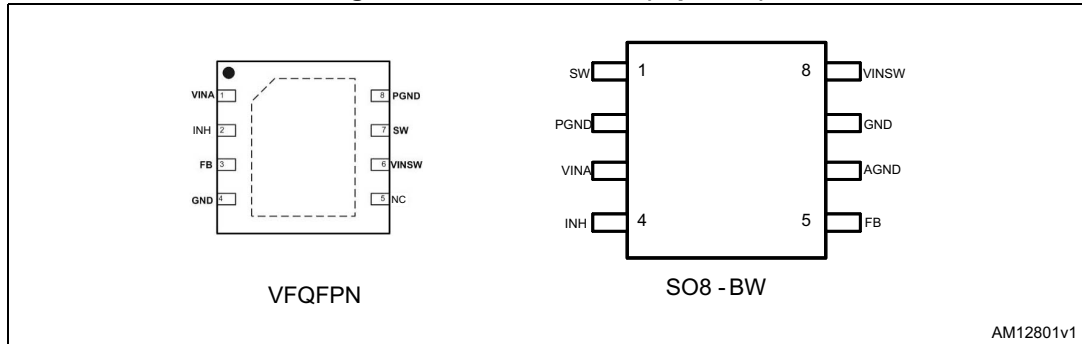 VINA 1
INH 2
FB 3
GND 4
8 PGND
7 SW
6 VINSW
5 NC
VFQFPN
SW 1
PGND
VINA
INH 4
8 VINSW
GND
AGND
5 FB
SO8 - BW
AM12801v1